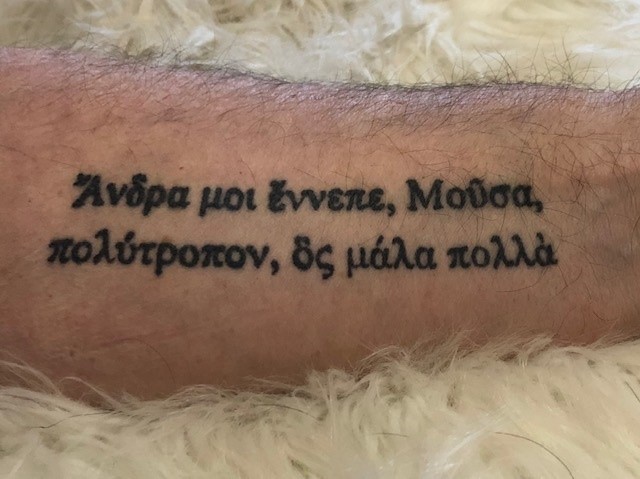 Ἄνδρα μοι ἔννεπε, Μοῦσα,
πολύτροπον, ὃς μάλα πολλὰ